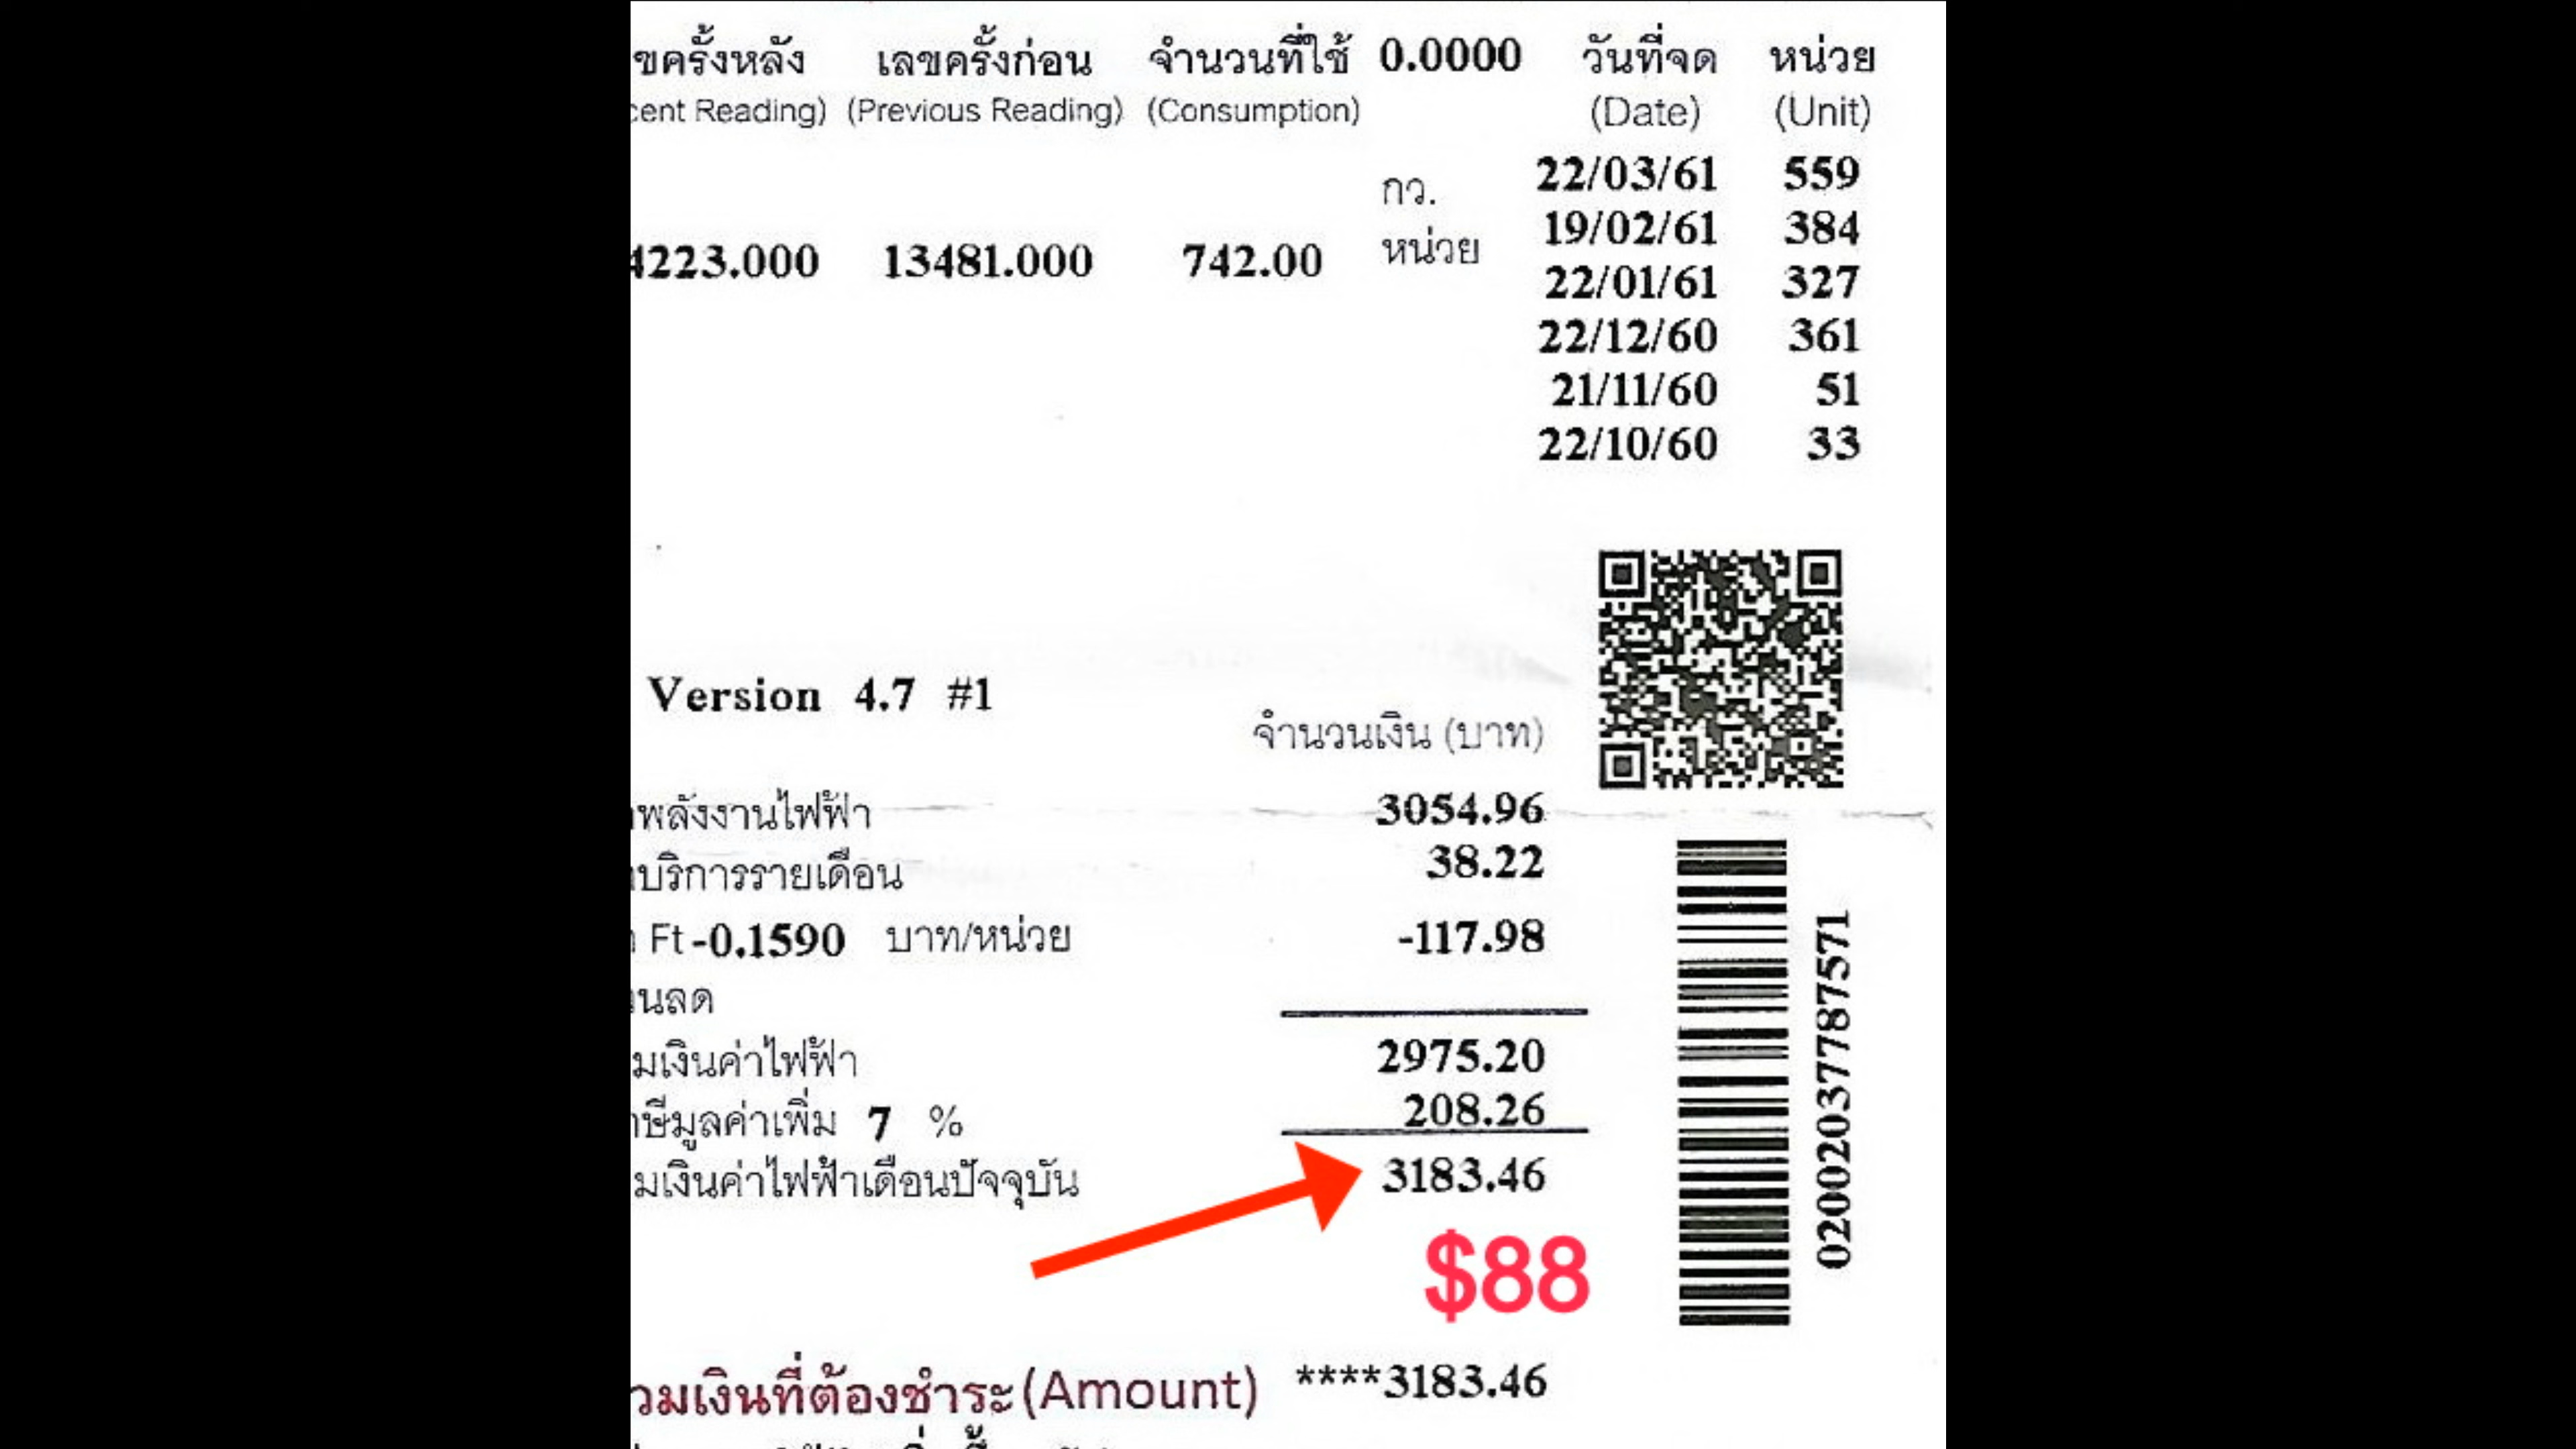 ขครั้งหลัง เลขครั้งก่อน จำนวนที่ใช้ 0.0000 วันที่จด หน่วย
cent Reading) (Previous Reading) (Consumption) (Date) (Unit)
22/03/61 559
กว.
19/02/61 384
4223.000 13481.000 742.00 หน่วย
22/01/61 327
22/12/60 361
21/11/60 51
22/10/60 33
Version 4.7 #1
จำนวนเงิน (บาท)
าพลังงานไฟฟ้า 3054.96
าบริการรายเดือน 38.22
า Ft -0.1590 บาท/หน่วย -117.98
วนลด
มเงินค่าไฟฟ้า 2975.20
าษีมูลค่าเพิ่ม 7 % 208.26
มเงินค่าไฟฟ้าเดือนปัจจุบัน 3183.46
$88
020002037787571
วมเงินที่ต้องชำระ (Amount) ****3183.46